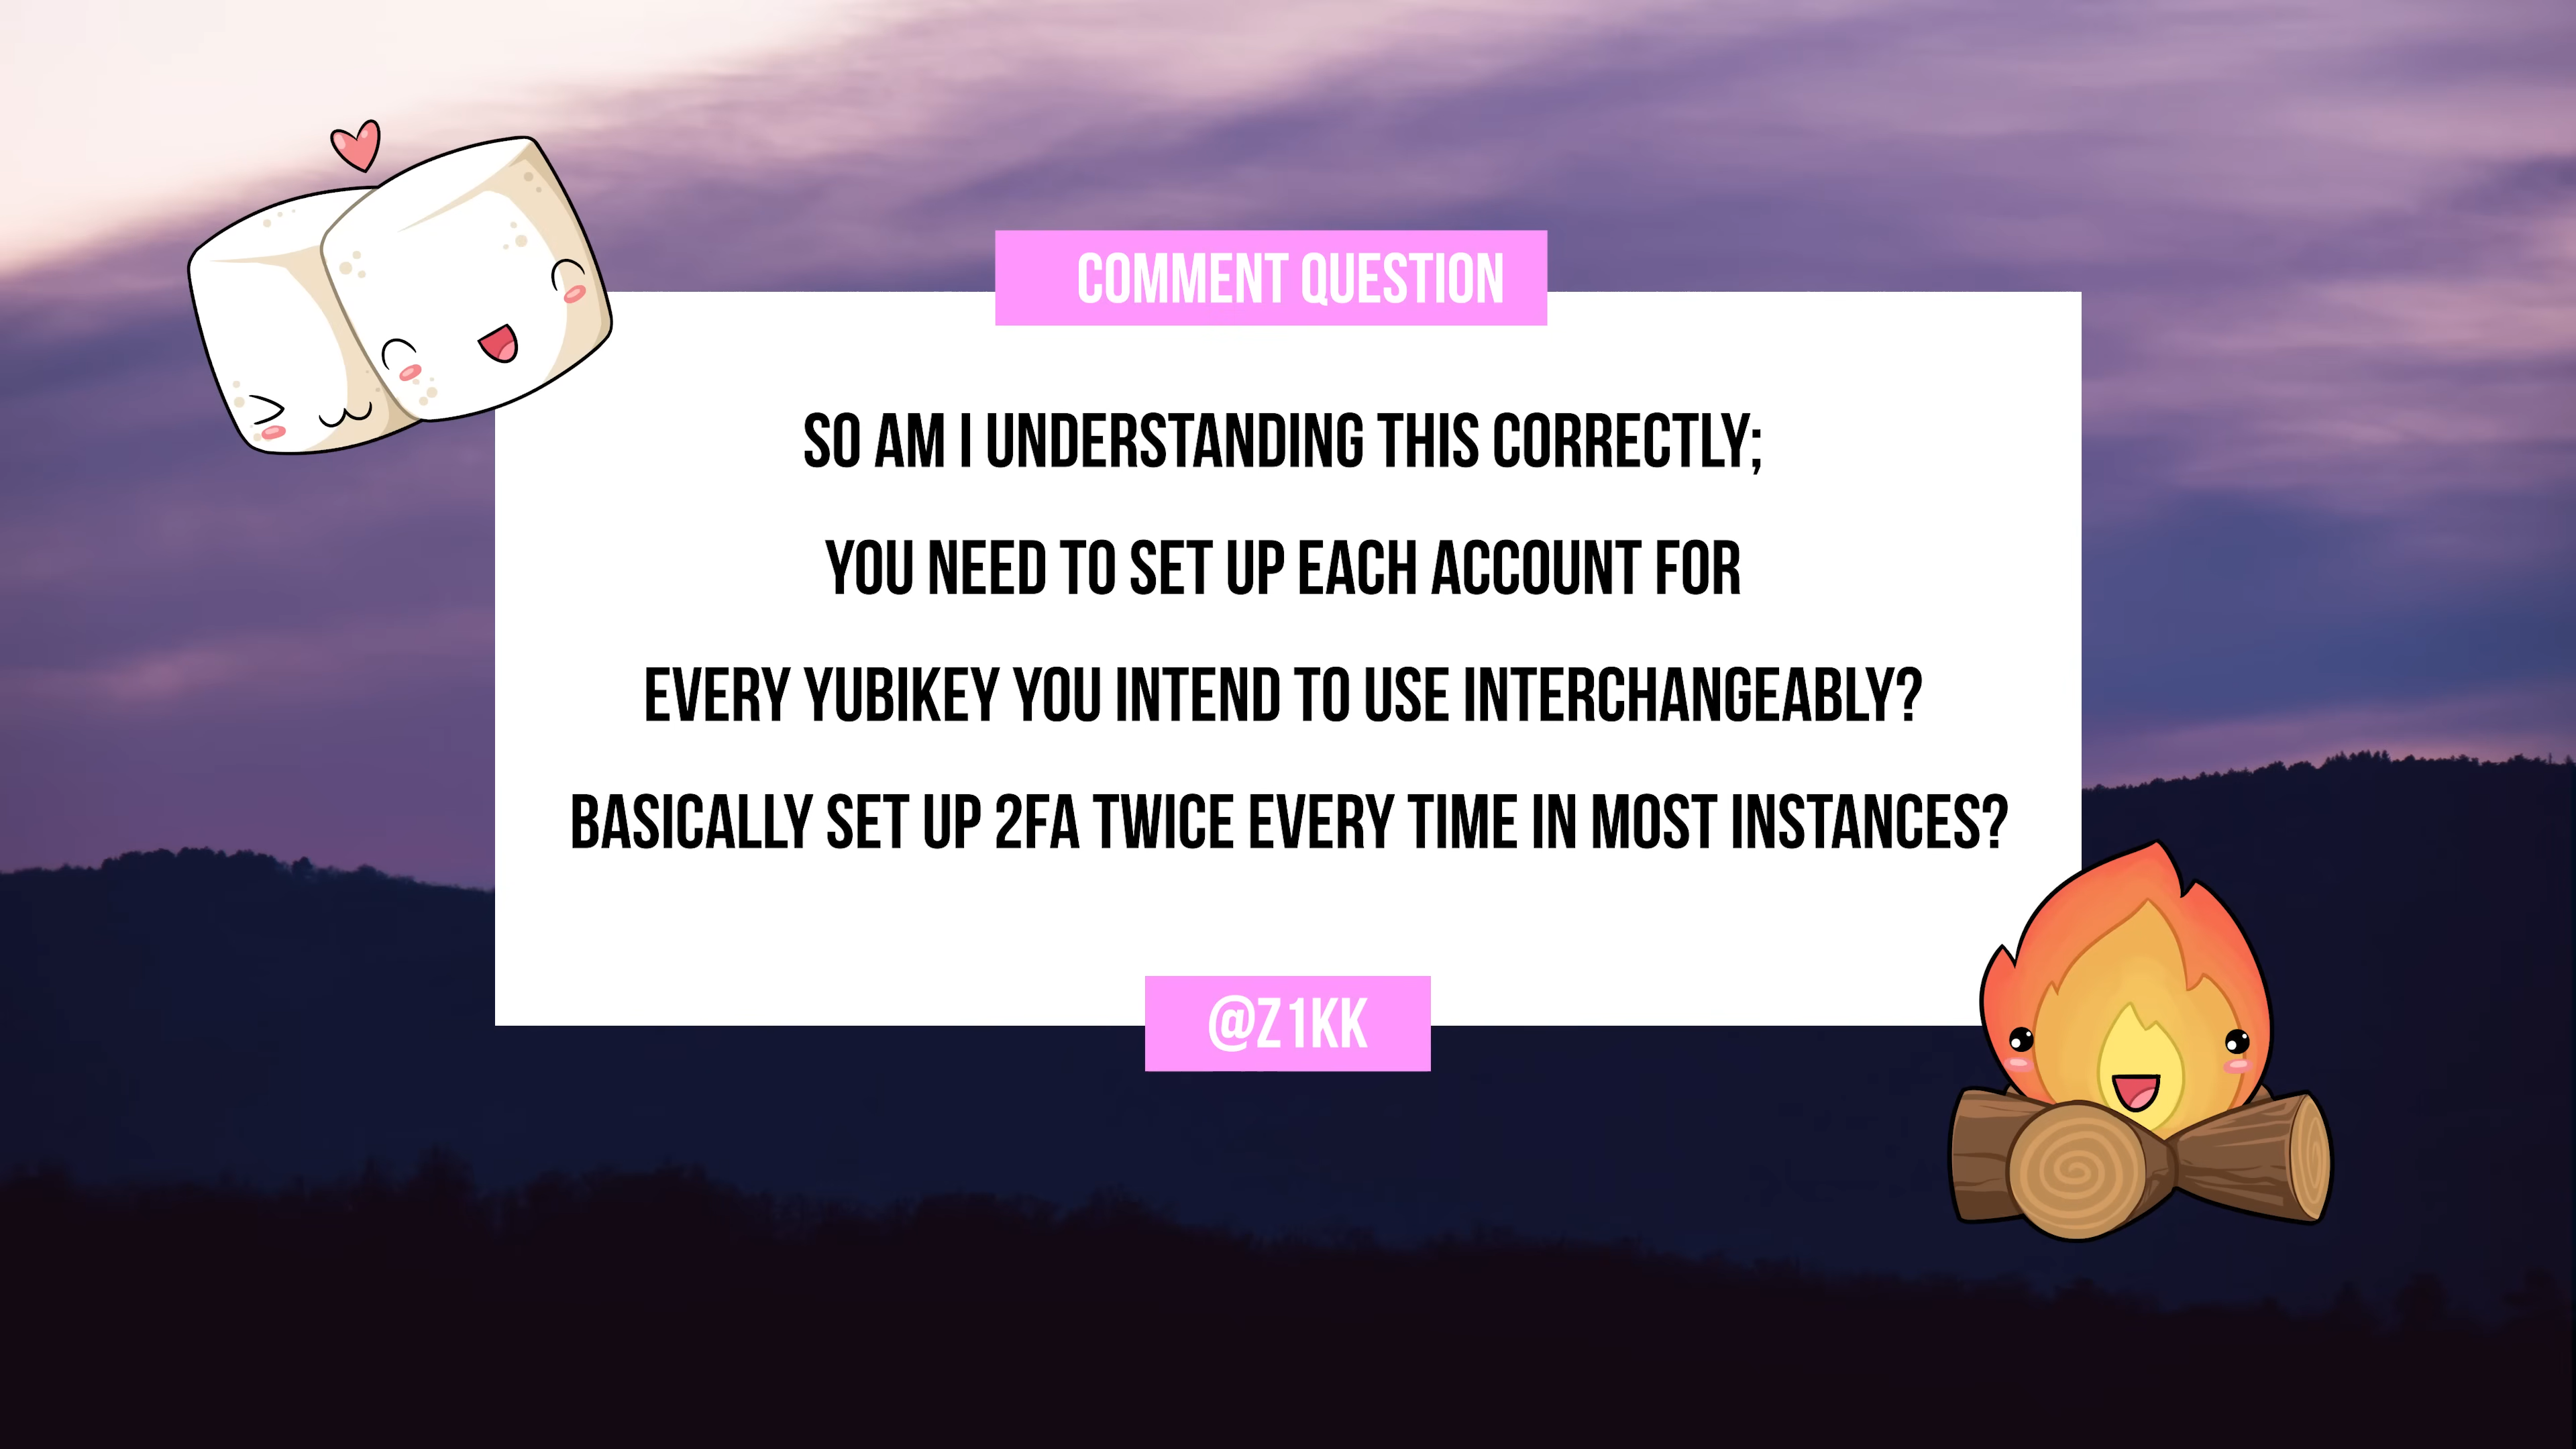 COMMENT QUESTION
SO AM I UNDERSTANDING THIS CORRECTLY;
YOU NEED TO SET UP EACH ACCOUNT FOR
EVERY YUBIKEY YOU INTEND TO USE INTERCHANGEABLY?
BASICALLY SET UP 2FA TWICE EVERY TIME IN MOST INSTANCES?
@Z1KK